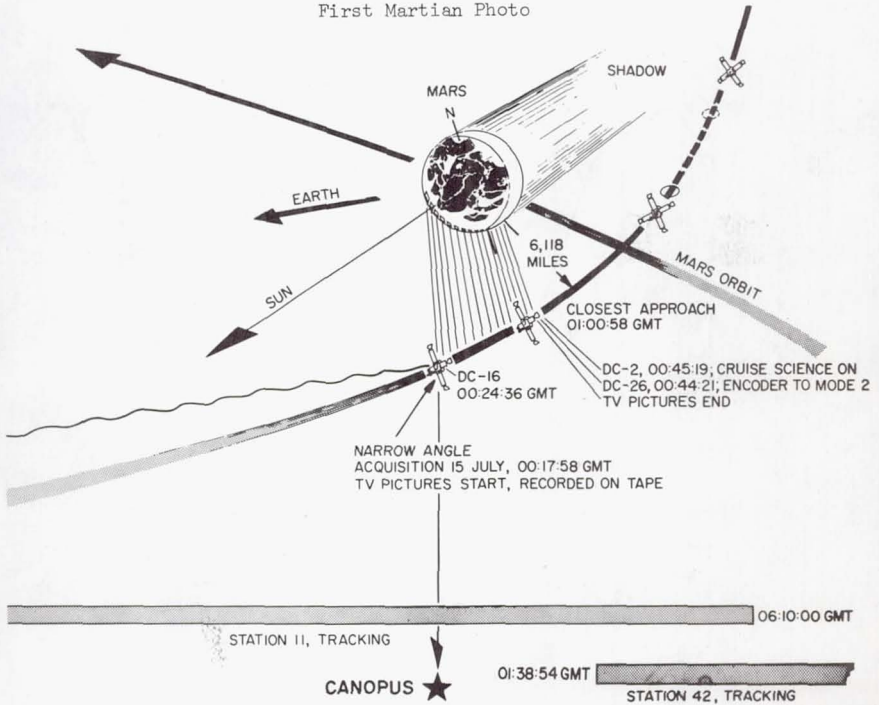 First Martian Photo
SHADOW
MARS
N
EARTH
6,118
MILES
MARS ORBIT
SUN
CLOSEST APPROACH
01:00:58 GMT
DC-2, 00:45:19; CRUISE SCIENCE ON
DC-26, 00:44:21; ENCODER TO MODE 2
TV PICTURES END
DC-16
00:24:36 GMT
NARROW ANGLE
ACQUISITION 15 JULY, 00:17:58 GMT
TV PICTURES START, RECORDED ON TAPE
06:10:00 GMT
STATION 11, TRACKING
01:38:54 GMT
CANOPUS
STATION 42, TRACKING